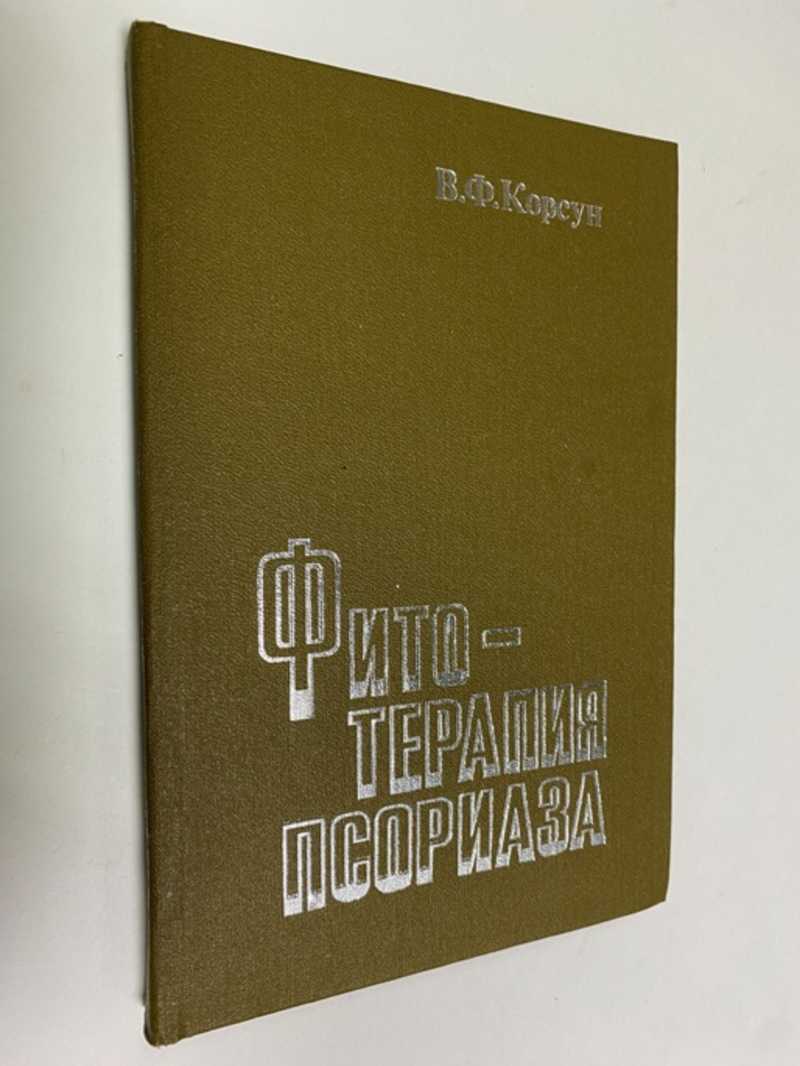 В.Ф.Корсун
Фито-
терапия
псориаза